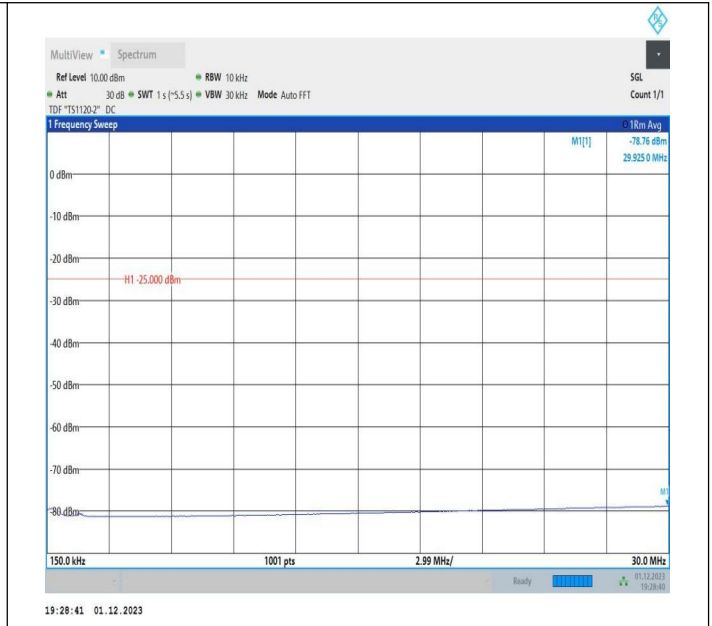 R S
MultiView Spectrum
Ref Level 10.00 dBm RBW 10 kHz SGL
Att 30 dB SWT 1 s (~5.5 s) VBW 30 kHz Mode Auto FFT Count 1/1
TDF "TS1120-2" DC
1 Frequency Sweep 1Rm Avg
M1[1] -78.76 dBm
29.925 0 MHz
0 dBm
-10 dBm
-20 dBm
H1 -25.000 dBm
-30 dBm
-40 dBm
-50 dBm
-60 dBm
-70 dBm
M1
-80 dBm
150.0 kHz 1001 pts 2.99 MHz/ 30.0 MHz
Ready 01.12.2023
19:28:40
19:28:41 01.12.2023